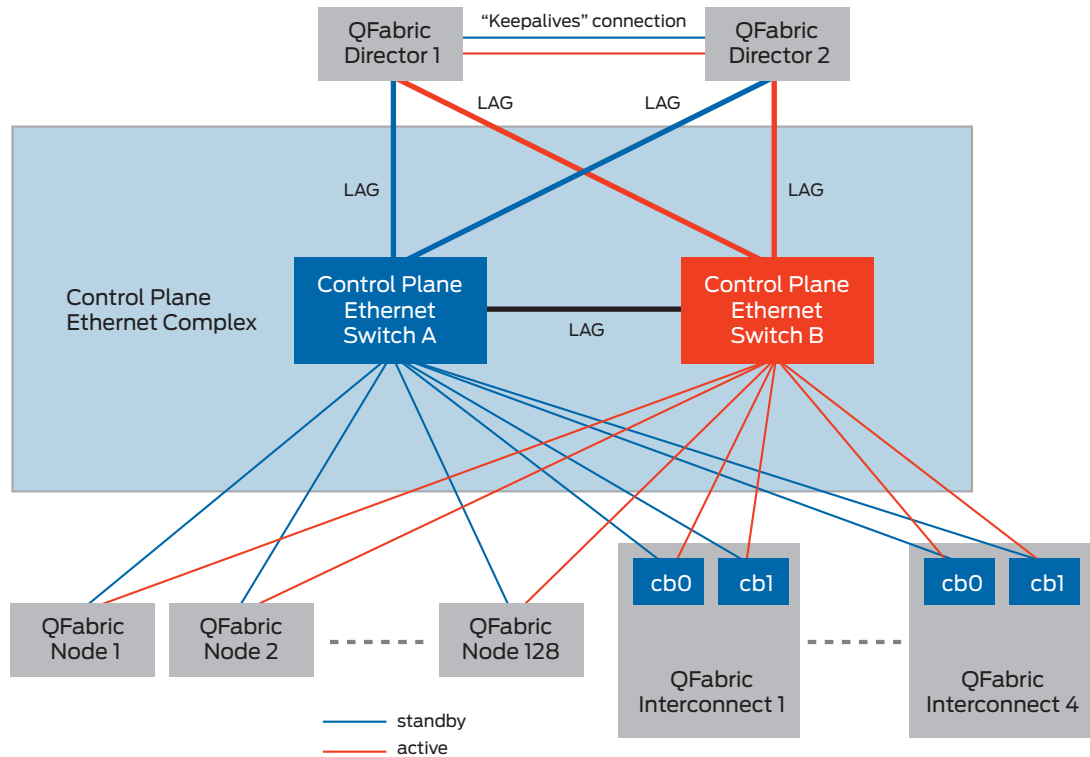 “Keepalives” connection
QFabric
Director 1
QFabric
Director 2
LAG
LAG
LAG
LAG
Control Plane
Ethernet Complex
Control Plane
Ethernet
Switch A
LAG
Control Plane
Ethernet
Switch B
cb0
cb1
cb0
cb1
QFabric
Node 1
QFabric
Node 2
QFabric
Node 128
QFabric
Interconnect 1
QFabric
Interconnect 4
standby
active